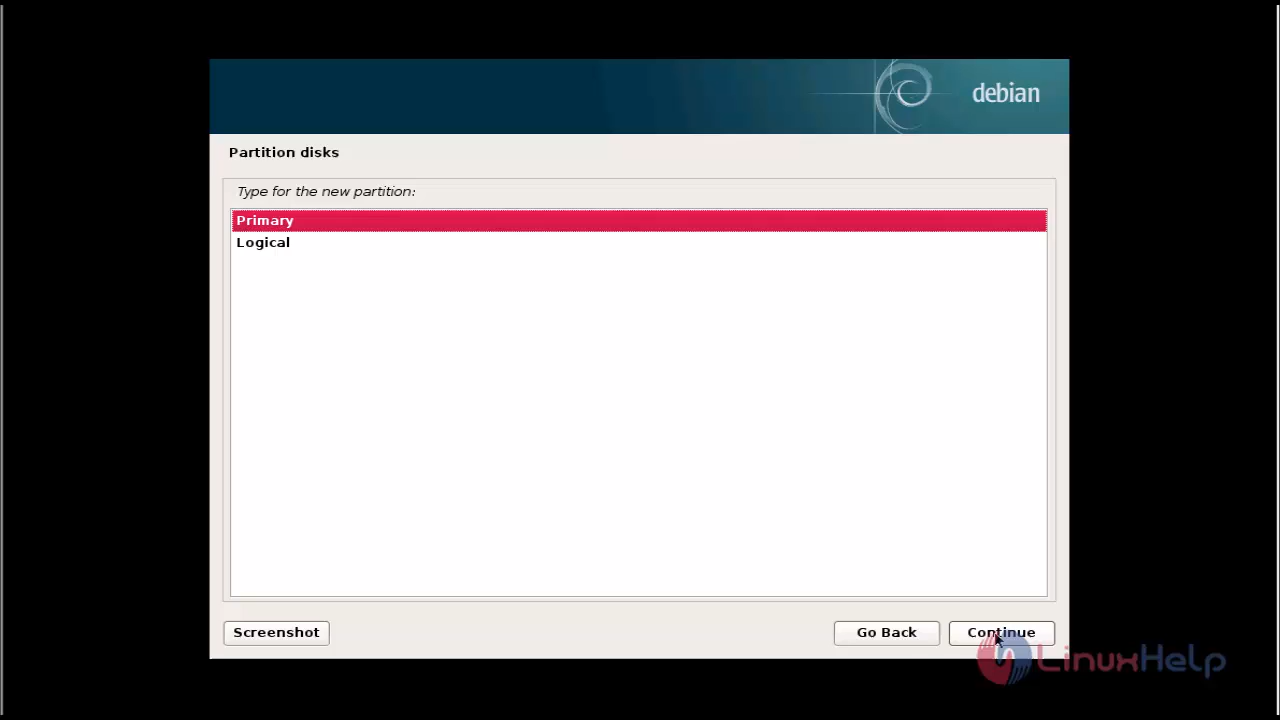 debian
Partition disks
Type for the new partition:
Primary
Logical
Screenshot
Go Back
Continue
LinuxHelp